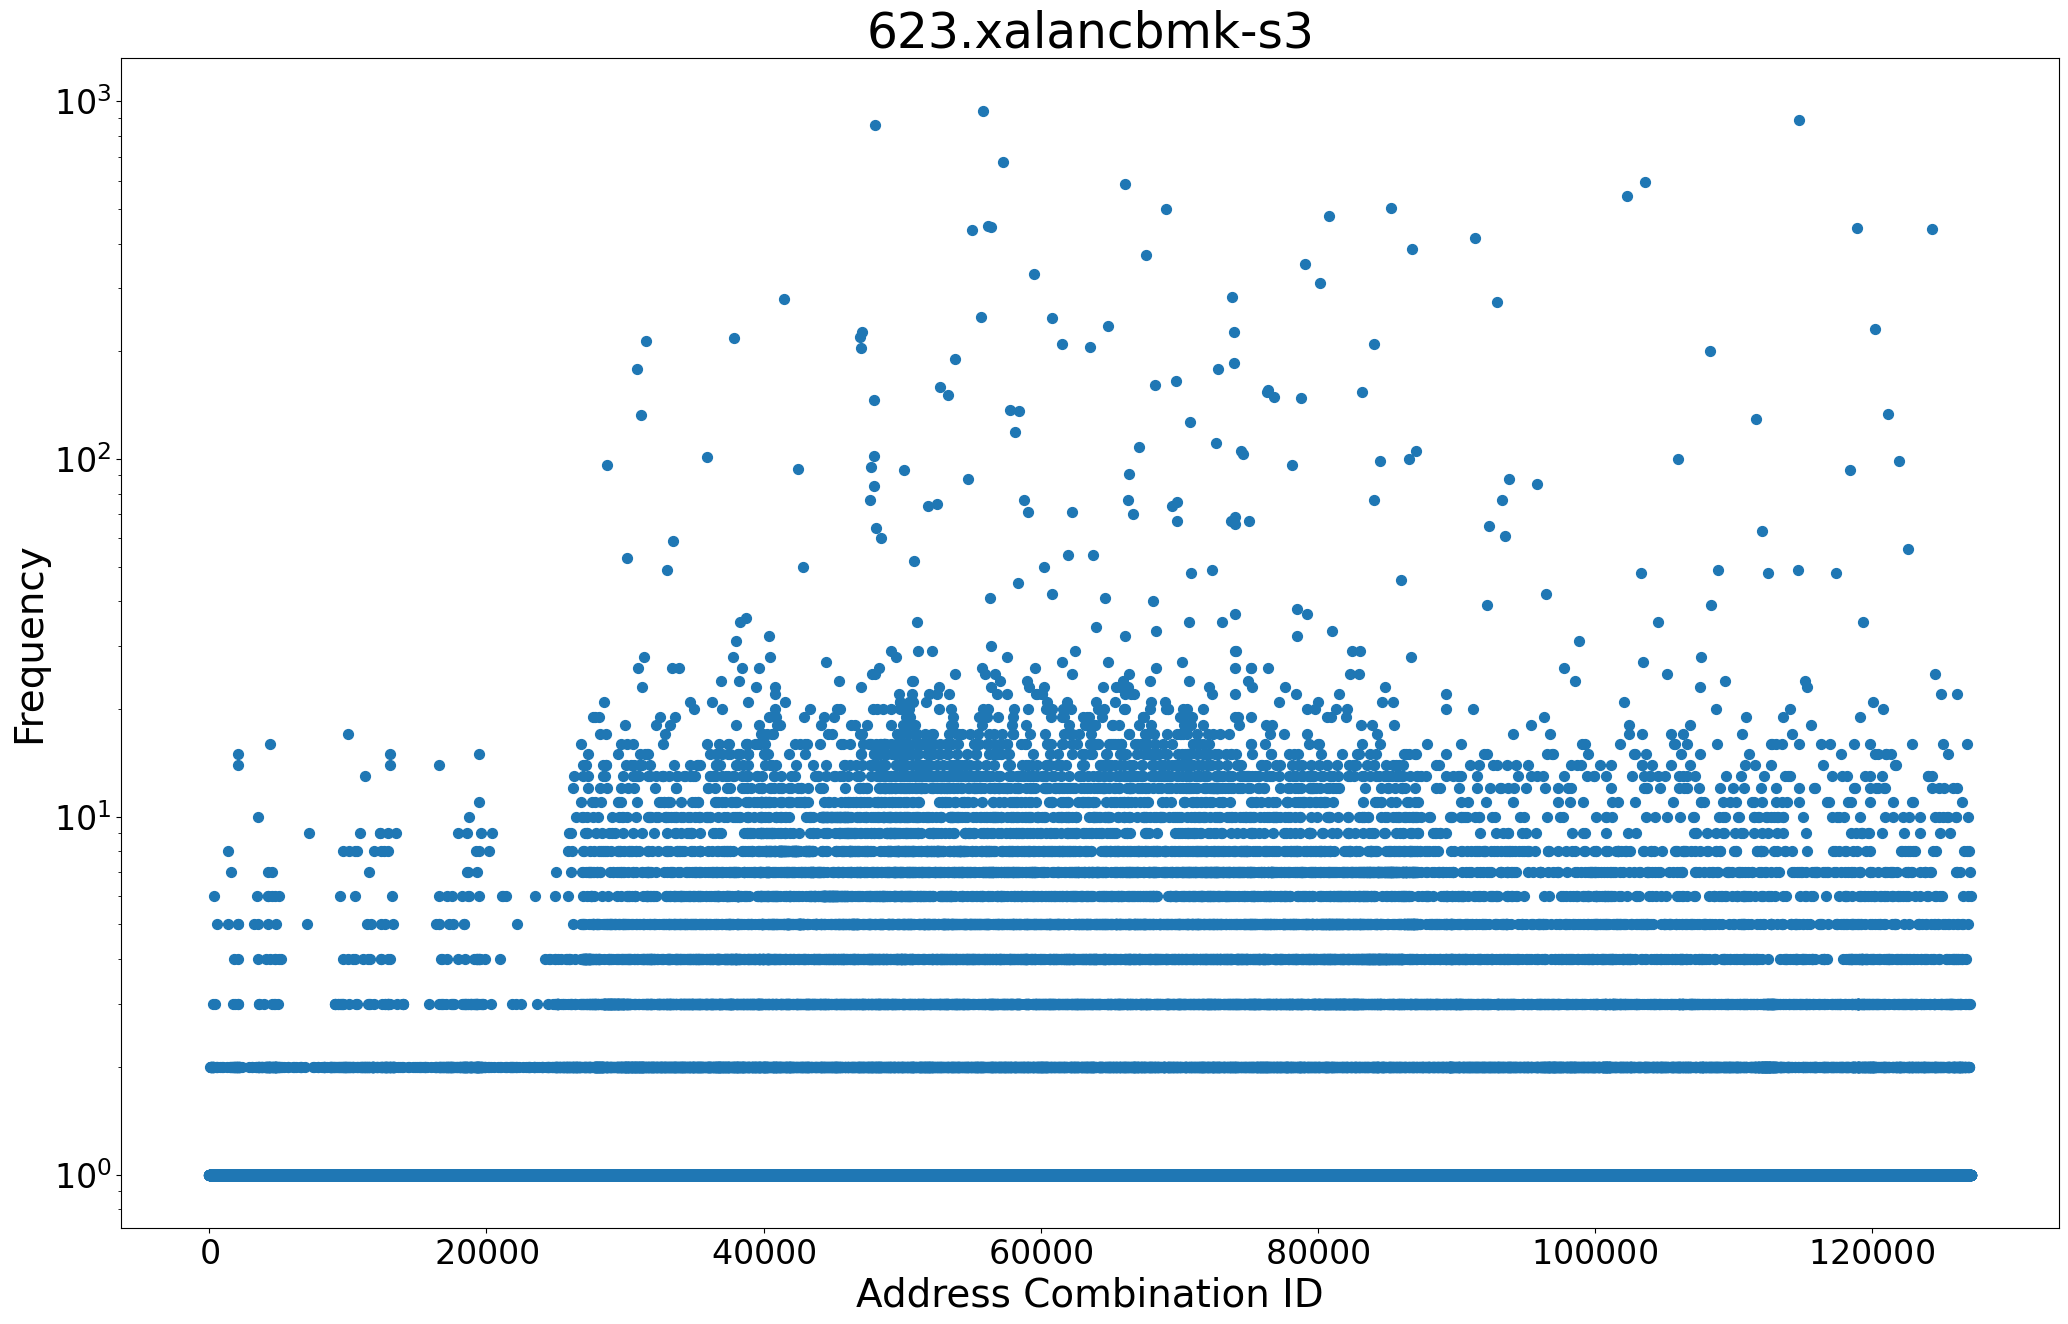 623.xalancbmk-s3
10³
10²
10¹
10⁰
Frequency
0 20000 40000 60000 80000 100000 120000
Address Combination ID